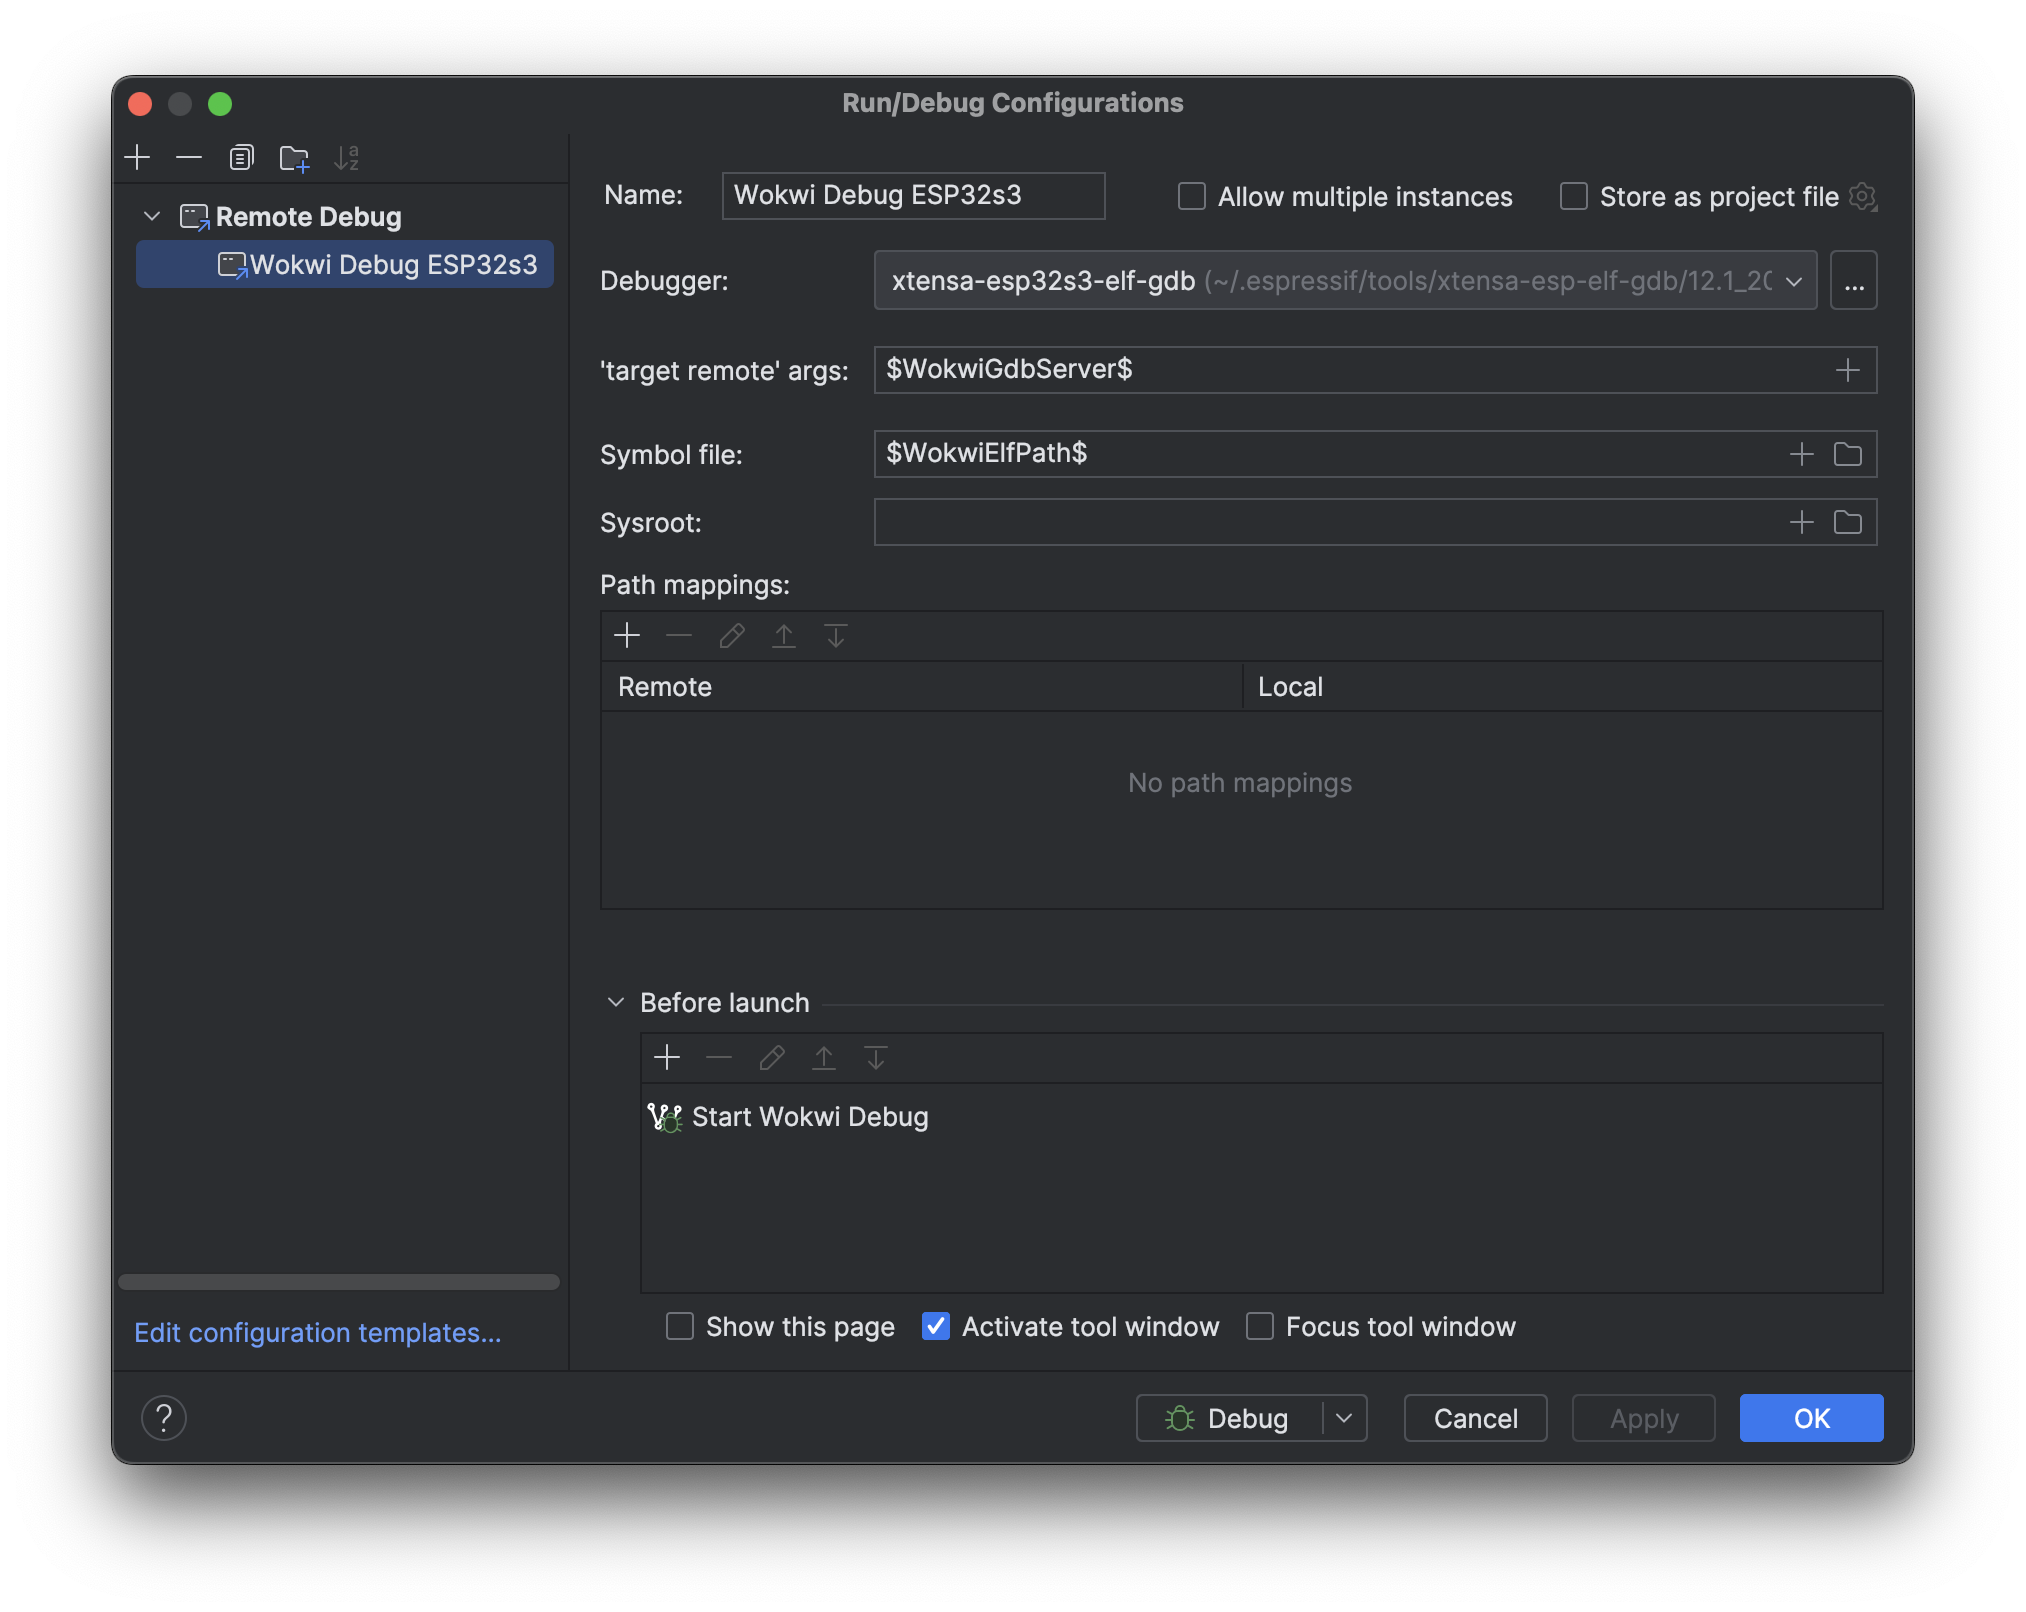 Run/Debug Configurations
Remote Debug
Wokwi Debug ESP32s3
Edit configuration templates...
Name: Wokwi Debug ESP32s3 Allow multiple instances Store as project file
Debugger: xtensa-esp32s3-elf-gdb (~/.espressif/tools/xtensa-esp-elf-gdb/12.1_20 ...
'target remote' args: $WokwiGdbServer$
Symbol file: $WokwiElfPath$
Sysroot:
Path mappings:
Remote Local
No path mappings
Before launch
Start Wokwi Debug
Show this page Activate tool window Focus tool window
? Debug Cancel Apply OK